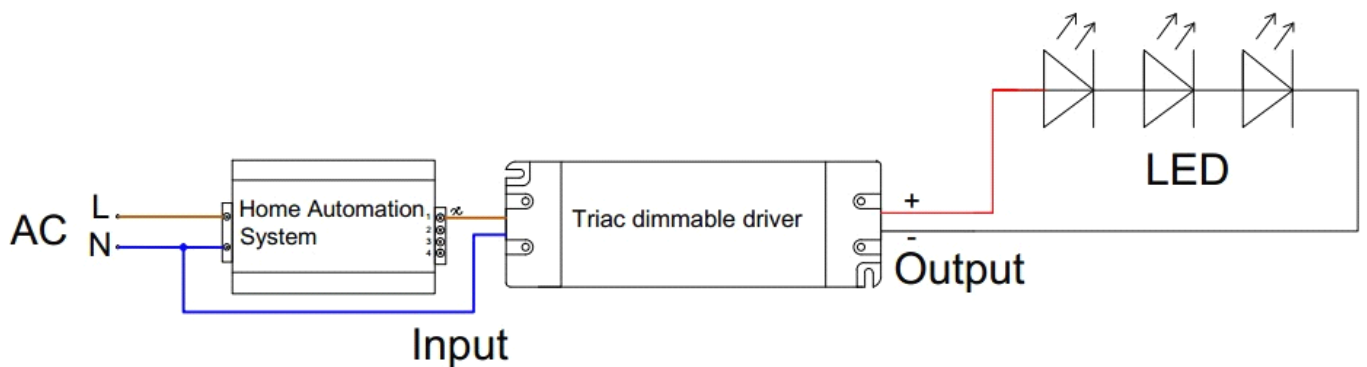 AC
L
N
Home Automation
System
1
2
3
4
Input
Triac dimmable driver
+
-
Output
LED